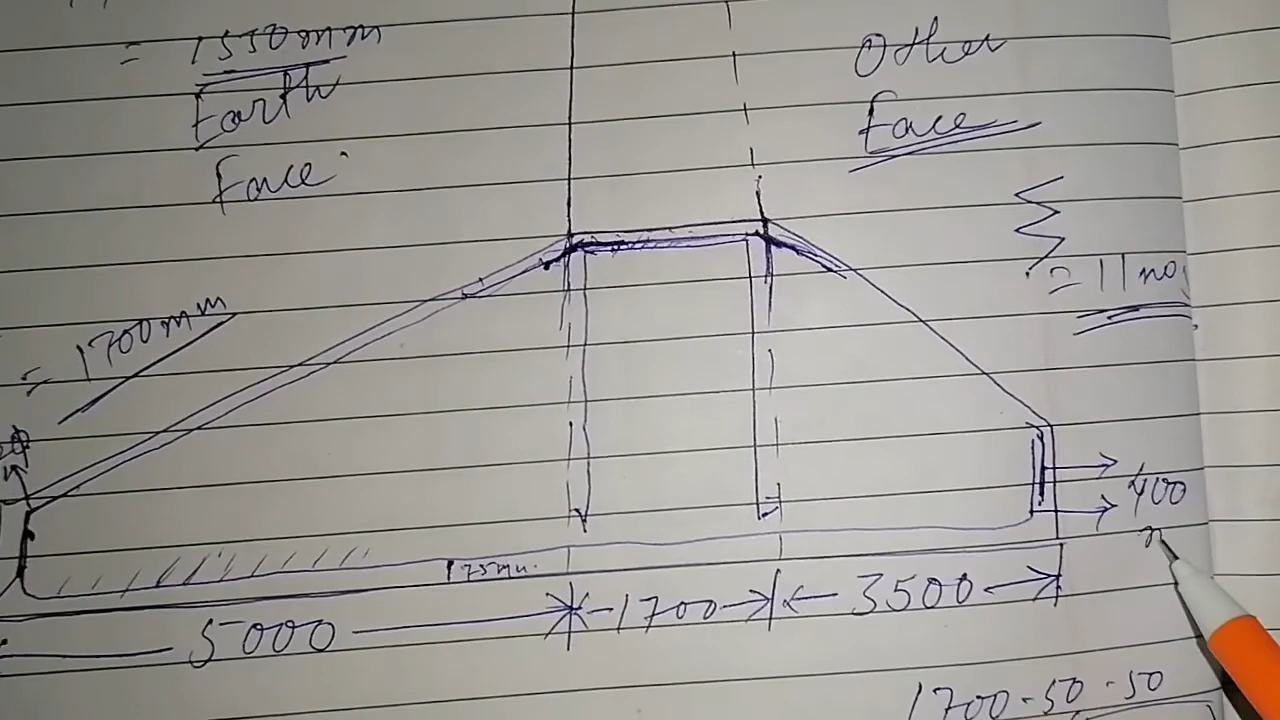 = 1550mm
Earth
Face
Other
Face
= 11 nos
= 1700mm
400
175mm.
5000
1700
3500
1700-50-50